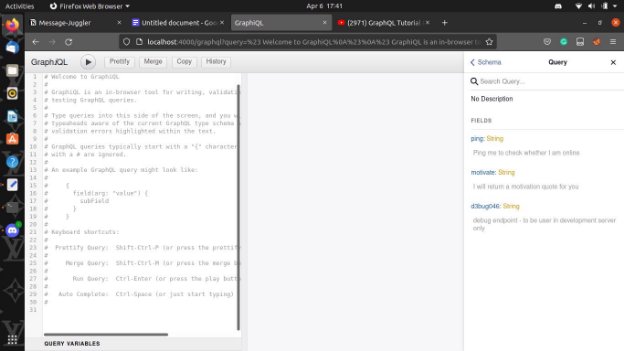 Activities
Firefox Web Browser
Apr 6 17:41
Message-Juggler
Untitled document - Goo
GraphiQL
(2971) GraphQL Tutorial
localhost:4000/graphql?query=%23 Welcome to GraphiQL%0A%23%0A%23 GraphiQL is an in-browser t
GraphiQL
Prettify
Merge
Copy
History
1 # Welcome to GraphiQL
2 #
3 # GraphiQL is an in-browser tool for writing, validati
4 # testing GraphQL queries.
5 #
6 # Type queries into this side of the screen, and you w
7 # typeaheads aware of the current GraphQL type schema
8 # validation errors highlighted within the text.
9 #
10 # GraphQL queries typically start with a "{" character
11 # with a # are ignored.
12 #
13 # An example GraphQL query might look like:
14 #
15 # {
16 # field(arg: "value") {
17 # subField
18 # }
19 # }
20 #
21 # Keyboard shortcuts:
22 #
23 # Prettify Query: Shift-Ctrl-P (or press the prettif
24 #
25 # Merge Query: Shift-Ctrl-M (or press the merge b
26 #
27 # Run Query: Ctrl-Enter (or press the play butt
28 #
29 # Auto Complete: Ctrl-Space (or just start typing)
30 #
31
QUERY VARIABLES
Schema
Query
Search Query...
No Description
FIELDS
ping: String
Ping me to check whether I am online
motivate: String
I will return a motivation quote for you
d3bug046: String
debug endpoint - to be used in development server
only